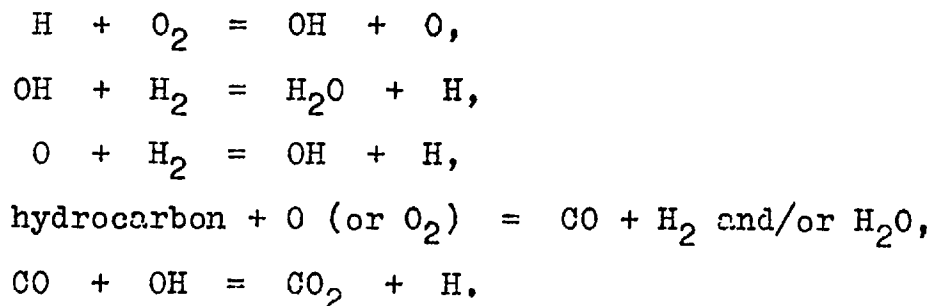 H + O₂ = OH + O,
OH + H₂ = H₂O + H,
O + H₂ = OH + H,
hydrocarbon + O (or O₂) = CO + H₂ and/or H₂O,
CO + OH = CO₂ + H.